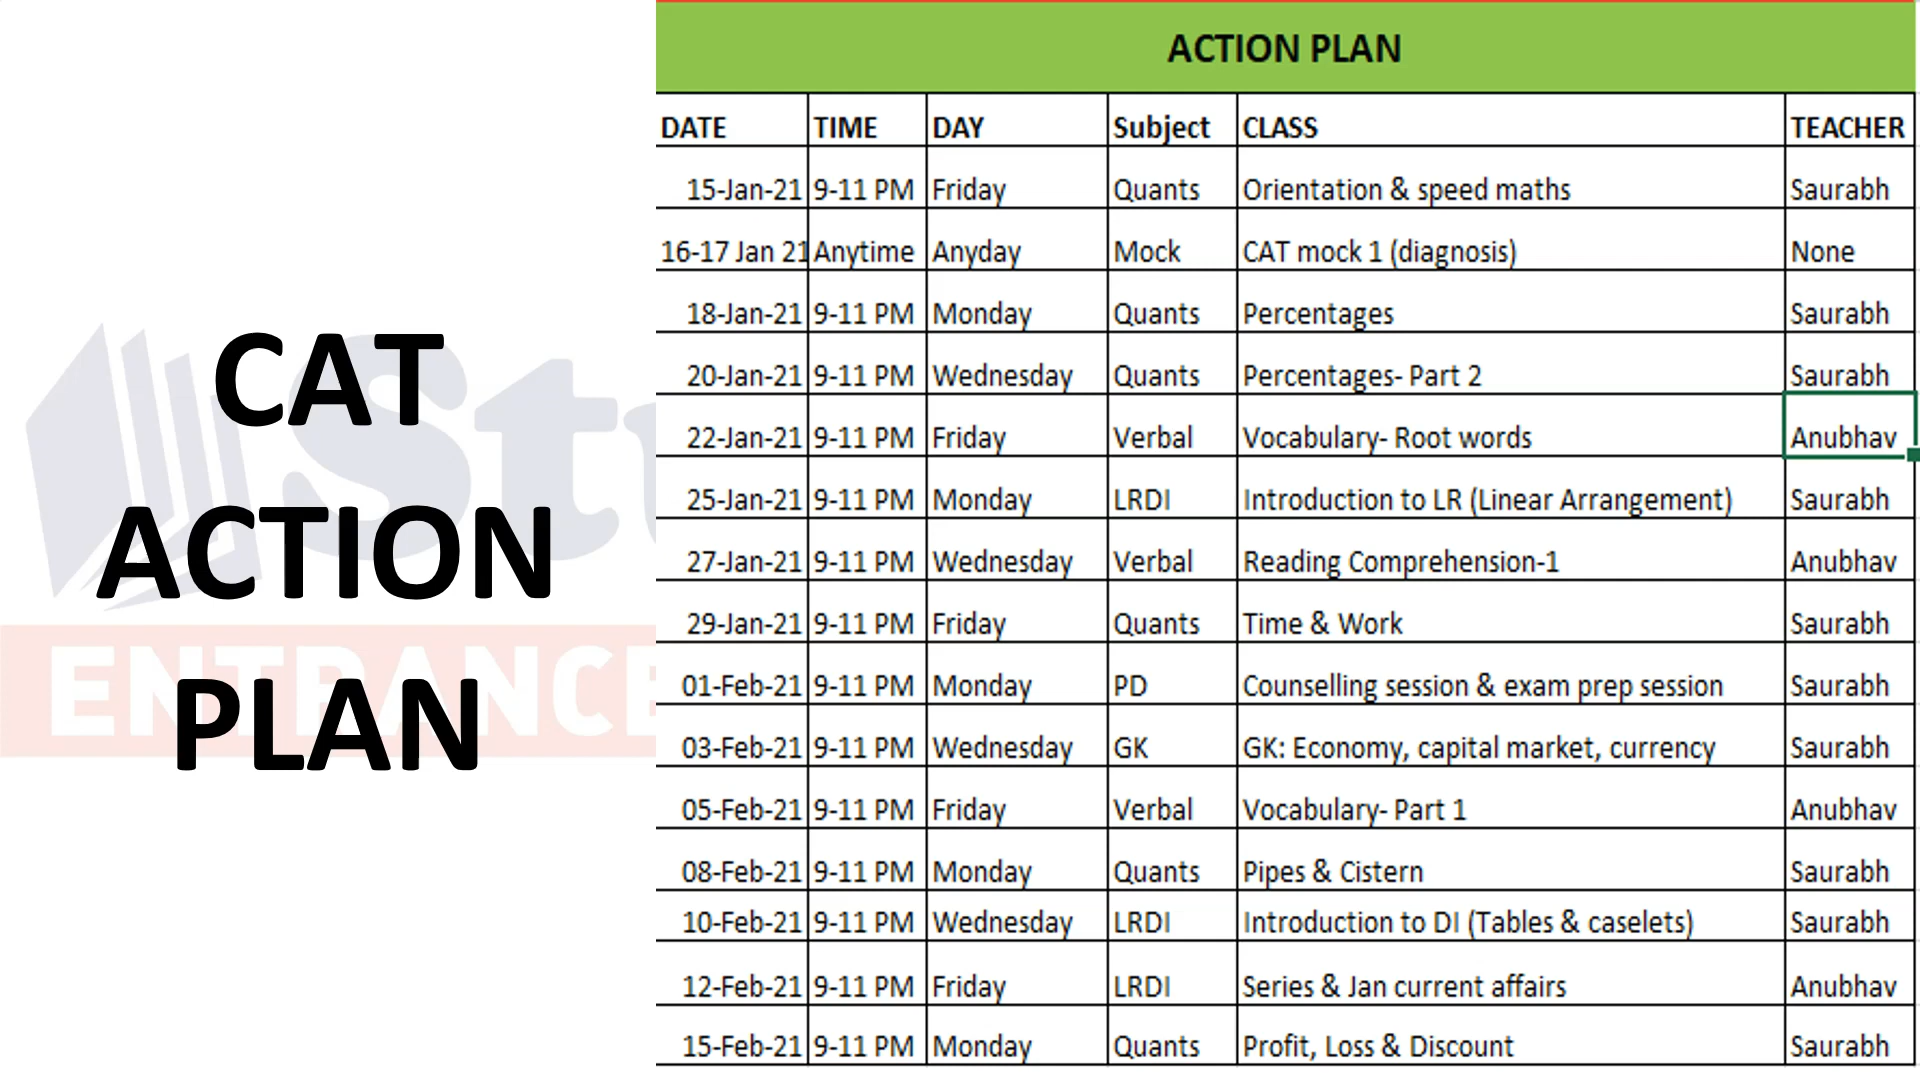 CAT
ACTION
PLAN
St
ENTRANCE
ACTION PLAN
DATE TIME DAY Subject CLASS TEACHER
15-Jan-21 9-11 PM Friday Quants Orientation & speed maths Saurabh
16-17 Jan 21 Anytime Anyday Mock CAT mock 1 (diagnosis) None
18-Jan-21 9-11 PM Monday Quants Percentages Saurabh
20-Jan-21 9-11 PM Wednesday Quants Percentages- Part 2 Saurabh
22-Jan-21 9-11 PM Friday Verbal Vocabulary- Root words Anubhav
25-Jan-21 9-11 PM Monday LRDI Introduction to LR (Linear Arrangement) Saurabh
27-Jan-21 9-11 PM Wednesday Verbal Reading Comprehension-1 Anubhav
29-Jan-21 9-11 PM Friday Quants Time & Work Saurabh
01-Feb-21 9-11 PM Monday PD Counselling session & exam prep session Saurabh
03-Feb-21 9-11 PM Wednesday GK GK: Economy, capital market, currency Saurabh
05-Feb-21 9-11 PM Friday Verbal Vocabulary- Part 1 Anubhav
08-Feb-21 9-11 PM Monday Quants Pipes & Cistern Saurabh
10-Feb-21 9-11 PM Wednesday LRDI Introduction to DI (Tables & caselets) Saurabh
12-Feb-21 9-11 PM Friday LRDI Series & Jan current affairs Anubhav
15-Feb-21 9-11 PM Monday Quants Profit, Loss & Discount Saurabh